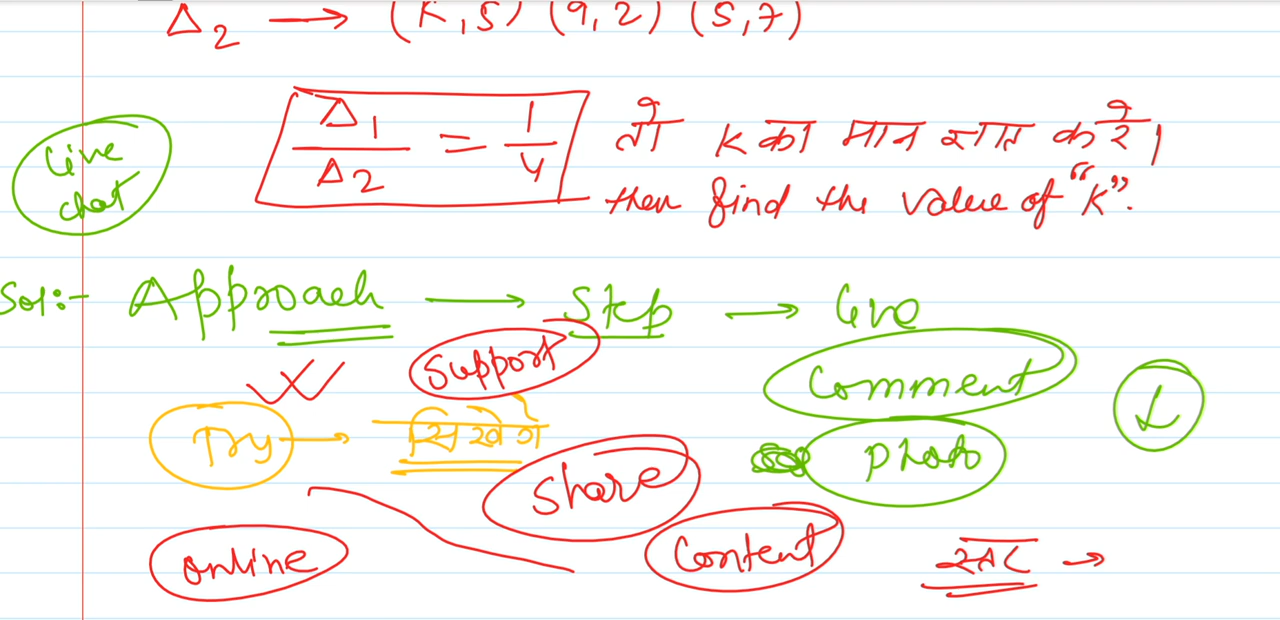 Δ2 → (K,5) (9,2) (5,7)
Δ1/Δ2 = 1/4 तो K का मान ज्ञात करें।
Live chat
then find the value of "K".
Sol:- Approach → Step → Live
Support
Comment
Try → सिखेंगे
Photo
L
Share
Online
Content